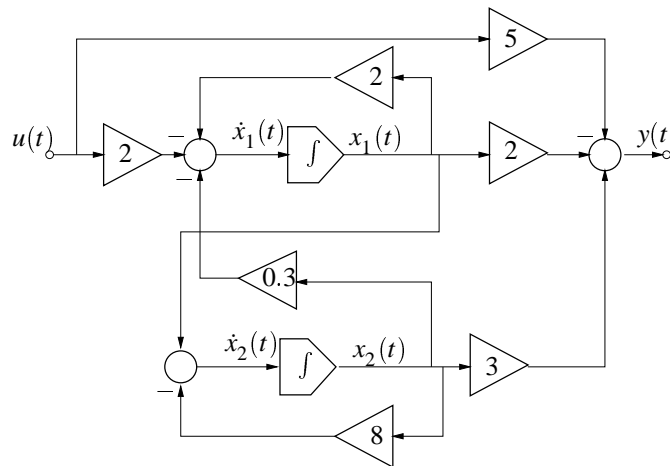 5
2
u(t)
2
−
ẋ₁(t)
∫
x₁(t)
2
−
y(t
−
0.3
ẋ₂(t)
∫
x₂(t)
3
−
8